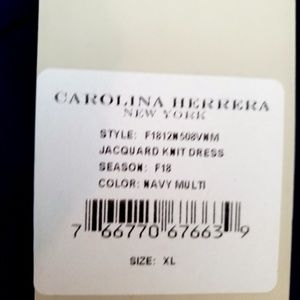 CAROLINA HERRERA
NEW YORK
STYLE: F1812N508VNM
JACQUARD KNIT DRESS
SEASON: F18
COLOR: NAVY MULTI
7 66770 67663 9
SIZE: XL